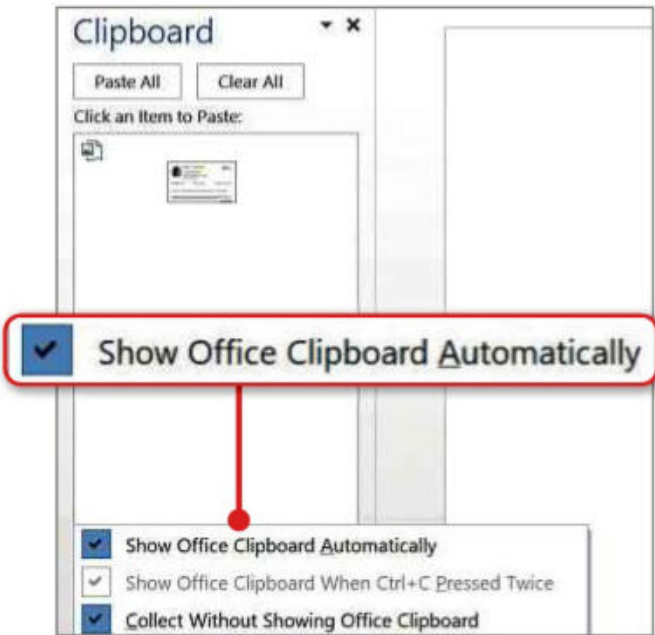 Clipboard
Paste All Clear All
Click an Item to Paste:
Show Office Clipboard Automatically
Show Office Clipboard Automatically
Show Office Clipboard When Ctrl+C Pressed Twice
Collect Without Showing Office Clipboard